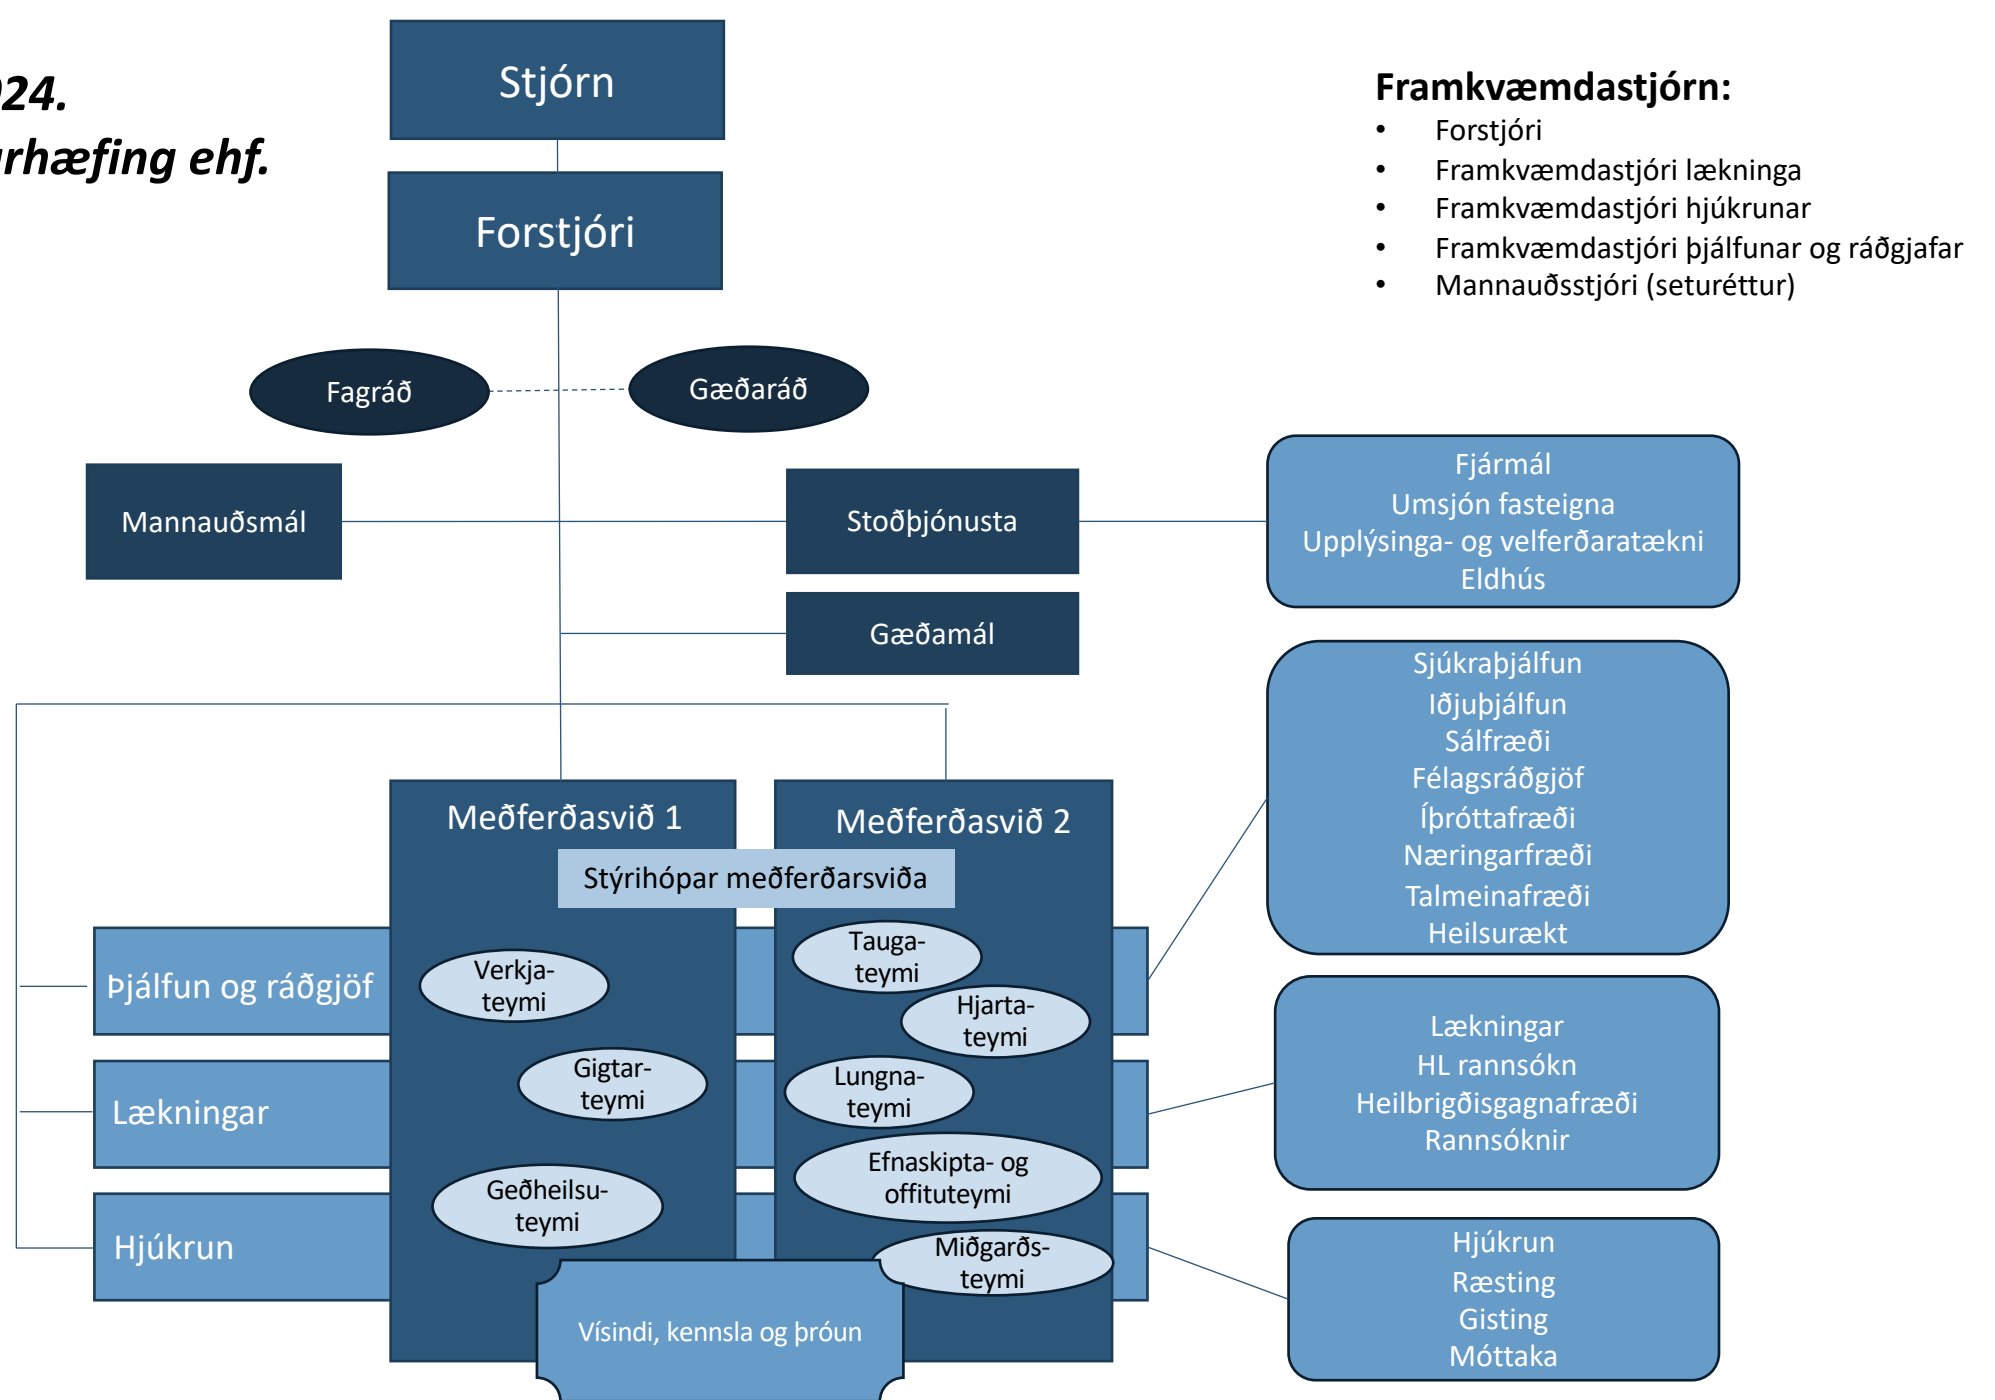 024.
urhæfing ehf.
Stjórn
Forstjóri
Framkvæmdastjórn:
• Forstjóri
• Framkvæmdastjóri lækninga
• Framkvæmdastjóri hjúkrunar
• Framkvæmdastjóri þjálfunar og ráðgjafar
• Mannauðsstjóri (seturéttur)
Fagráð
Gæðaráð
Mannauðsmál
Stoðþjónusta
Gæðamál
Fjármál
Umsjón fasteigna
Upplýsinga- og velferðaratækni
Eldhús
Sjúkraþjálfun
Iðjuþjálfun
Sálfræði
Félagsráðgjöf
Íþróttafræði
Næringarfræði
Talmeinafræði
Heilsurækt
Meðferðasvið 1
Meðferðasvið 2
Stýrihópar meðferðarsviða
Þjálfun og ráðgjöf
Lækningar
Hjúkrun
Verkja-
teymi
Gigtar-
teymi
Geðheilsu-
teymi
Tauga-
teymi
Hjarta-
teymi
Lungna-
teymi
Efnaskipta- og
offituteymi
Miðgarðs-
teymi
Vísindi, kennsla og þróun
Lækningar
HL rannsókn
Heilbrigðisgagnafræði
Rannsóknir
Hjúkrun
Ræsting
Gisting
Móttaka